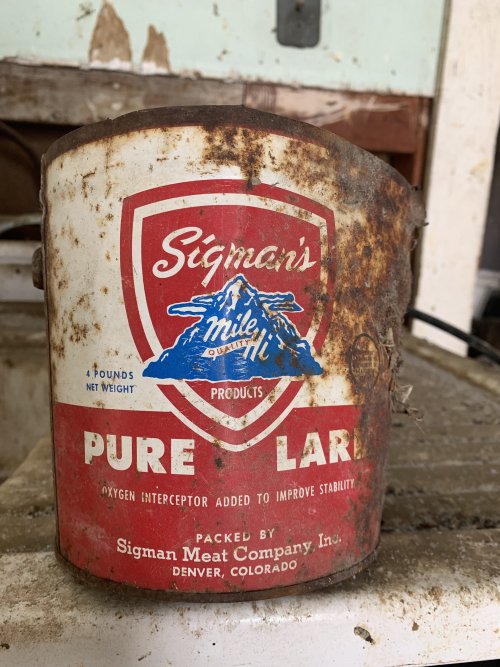 Sigman's
mile
QUALITY
Hi
PRODUCTS
4 POUNDS
NET WEIGHT
PURE LAR
OXYGEN INTERCEPTOR ADDED TO IMPROVE STABILITY
PACKED BY
Sigman Meat Company, Inc.
DENVER, COLORADO